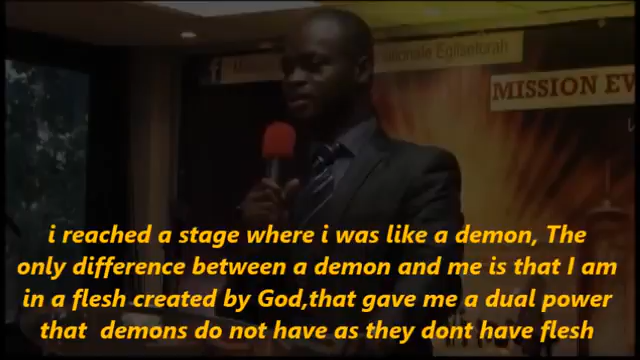 MISSION EV
i reached a stage where i was like a demon, The
only difference between a demon and me is that I am
in a flesh created by God,that gave me a dual power
that  demons do not have as they dont have flesh